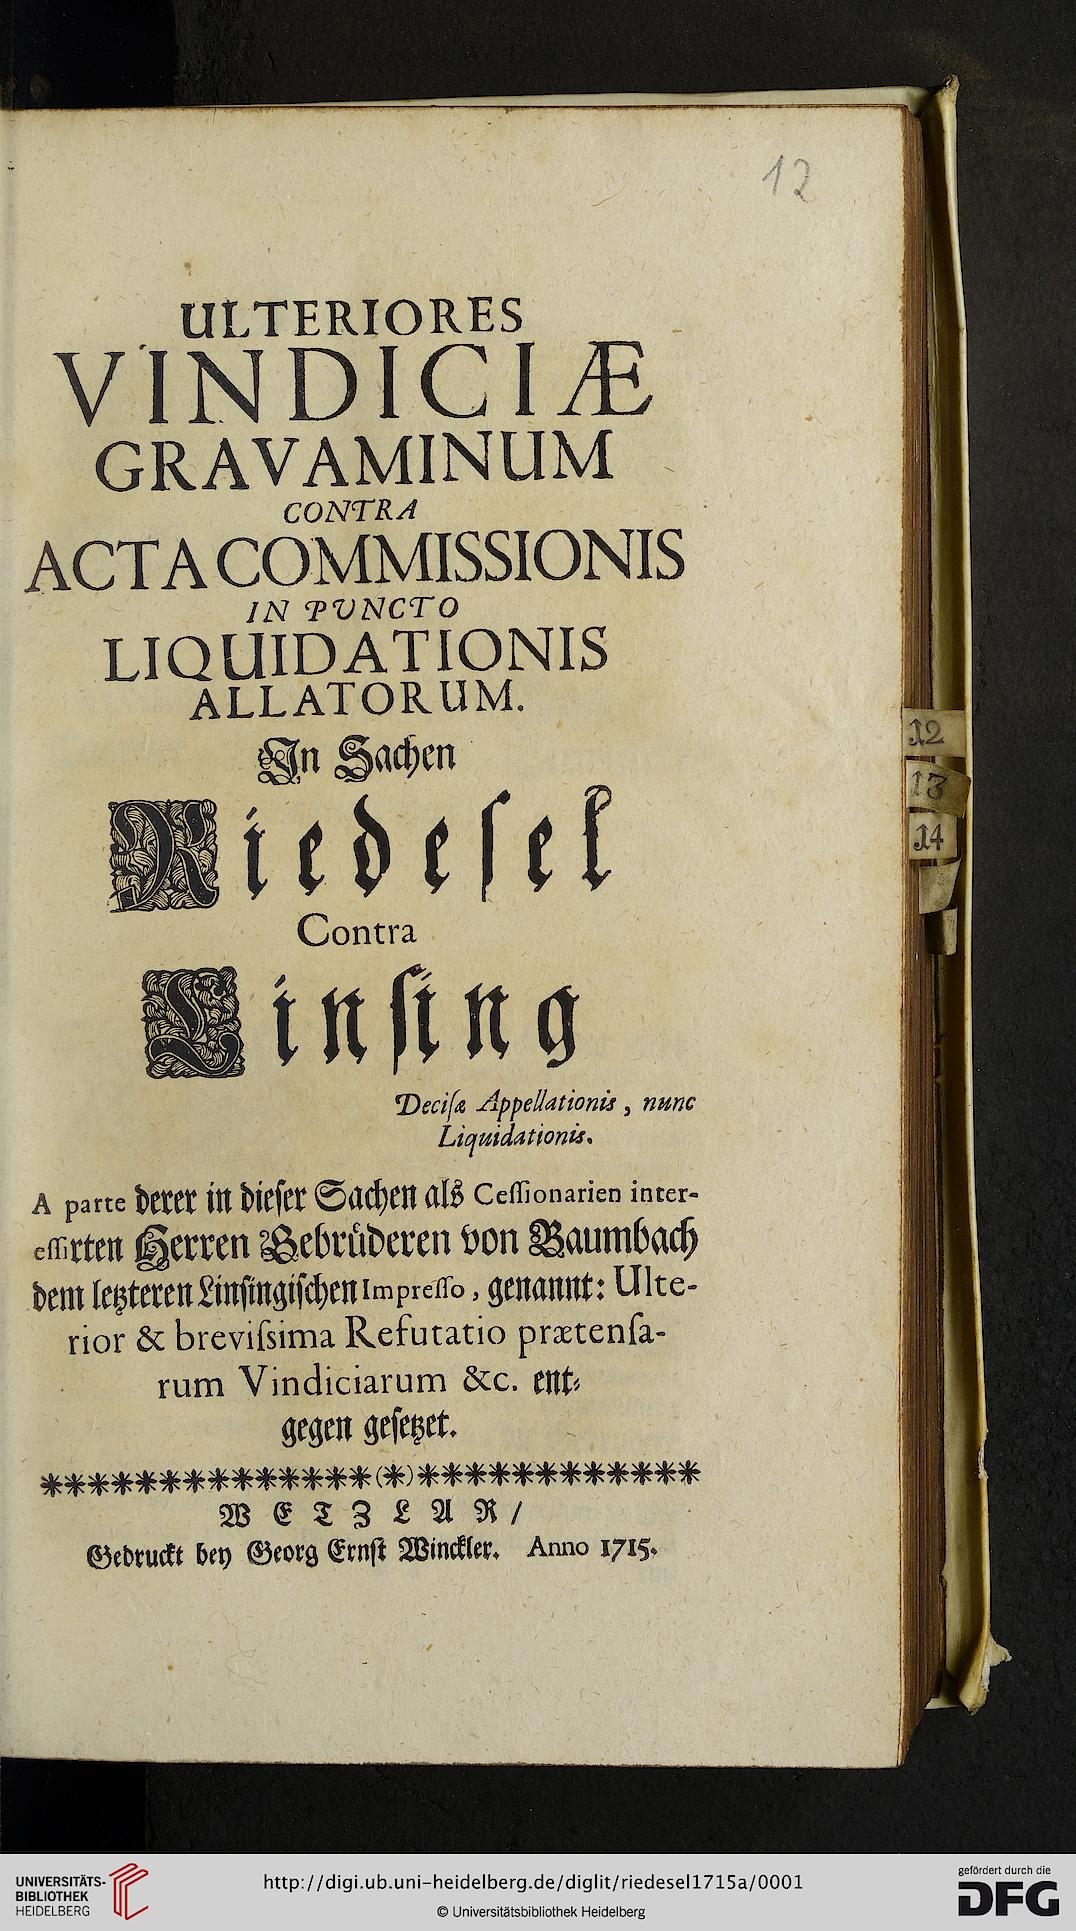 12
ULTERIORES
VINDICIÆ
GRAVAMINUM
CONTRA
ACTA COMMISSIONIS
IN PUNCTO
LIQUIDATIONIS
ALLATORUM.
In Sachen
Riedesel
Contra
Linsing
Decisæ Appellationis, nunc
Liquidationis.
A parte derer in dieser Sachen als Cessionarien inter-
essirten Herren Gebrüderen von Baumbach
dem letzteren Linsingischen Impresso, genannt: Ulte-
rior & brevissima Refutatio prætensa-
rum Vindiciarum &c. ent-
gegen gesetzet.
**************(*)************
WETZLAR/
Gedruckt bey Georg Ernst Winckler. Anno 1715.
12
13
14
UNIVERSITÄTS-
BIBLIOTHEK
HEIDELBERG
http://digi.ub.uni-heidelberg.de/diglit/riedesel1715a/0001
© Universitätsbibliothek Heidelberg
gefördert durch die
DFG